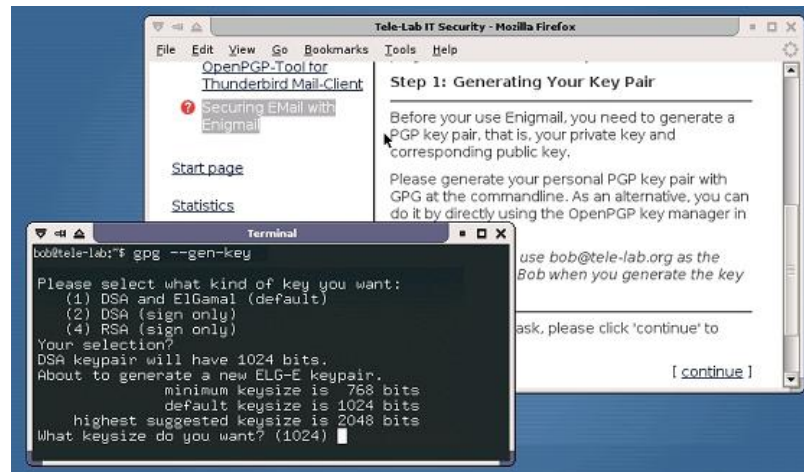 Tele-Lab IT Security - Mozilla Firefox
File Edit View Go Bookmarks Tools Help
OpenPGP-Tool for
Thunderbird Mail-Client
Securing EMail with
Enigmail
Start page
Statistics
Step 1: Generating Your Key Pair
Before your use Enigmail, you need to generate a
PGP key pair, that is, your private key and
corresponding public key.
Please generate your personal PGP key pair with
GPG at the commandline. As an alternative, you can
do it by directly using the OpenPGP key manager in
use bob@tele-lab.org as the
Bob when you generate the key
ask, please click 'continue' to
[ continue ]
Terminal
bob@tele-lab:~$ gpg --gen-key
Please select what kind of key you want:
(1) DSA and ElGamal (default)
(2) DSA (sign only)
(4) RSA (sign only)
Your selection?
DSA keypair will have 1024 bits.
About to generate a new ELG-E keypair.
minimum keysize is 768 bits
default keysize is 1024 bits
highest suggested keysize is 2048 bits
What keysize do you want? (1024)